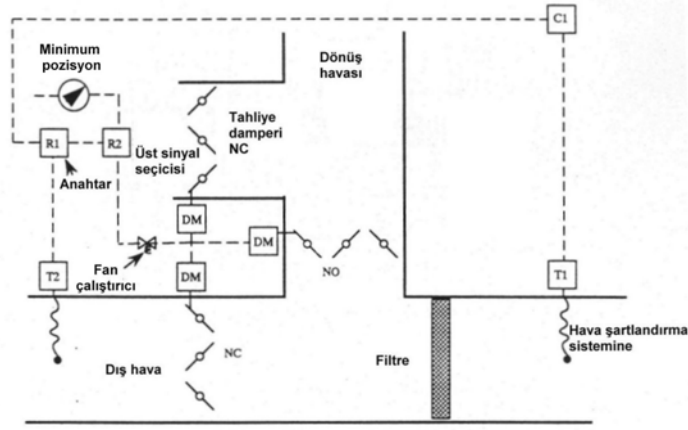 C1
Minimum
pozisyon
Dönüş
havası
Tahliye
damperi
NC
R1
R2
Üst sinyal
seçicisi
Anahtar
DM
DM
DM
NO
T2
Fan
çalıştırıcı
T1
Hava şartlandırma
sistemine
Dış hava
NC
Filtre